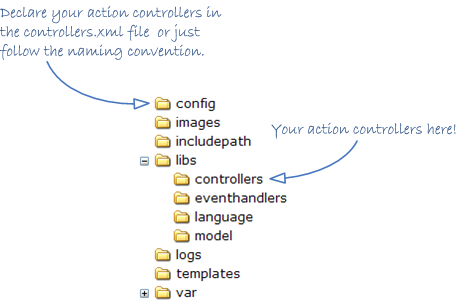 Declare your action controllers in
the controllers.xml file or just
follow the naming convention.
config
images
Your action controllers here!
includepath
libs
controllers
eventhandlers
language
model
logs
templates
var